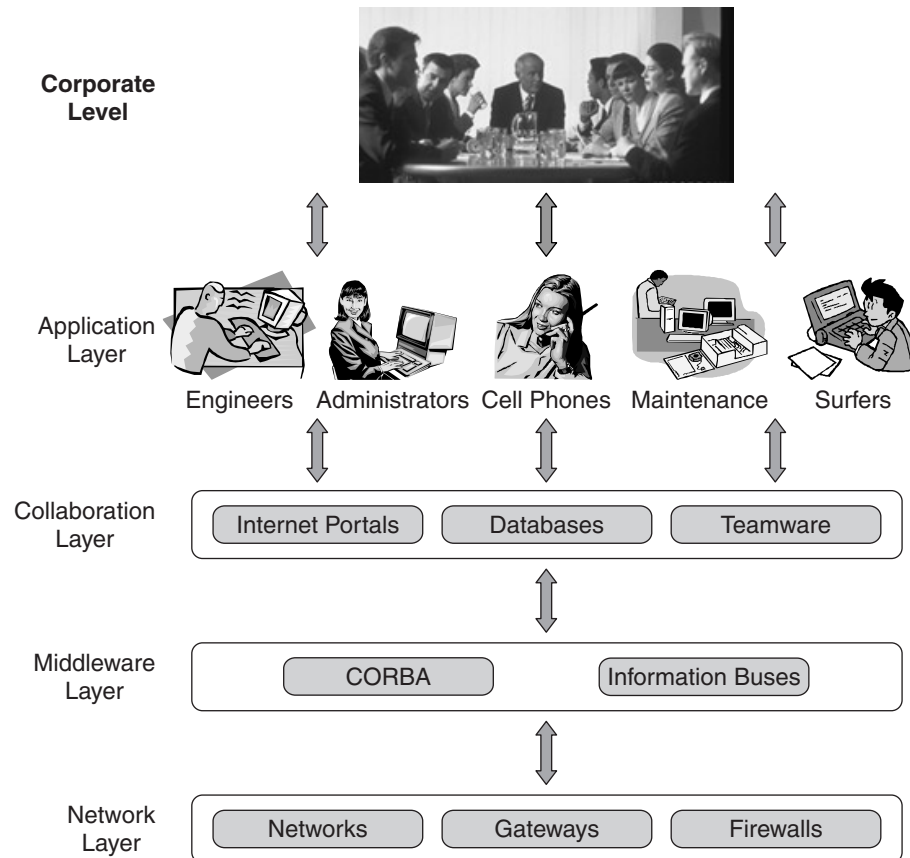 Corporate
Level
Application
Layer
Engineers Administrators Cell Phones Maintenance Surfers
Collaboration
Layer
Internet Portals Databases Teamware
Middleware
Layer
CORBA Information Buses
Network
Layer
Networks Gateways Firewalls